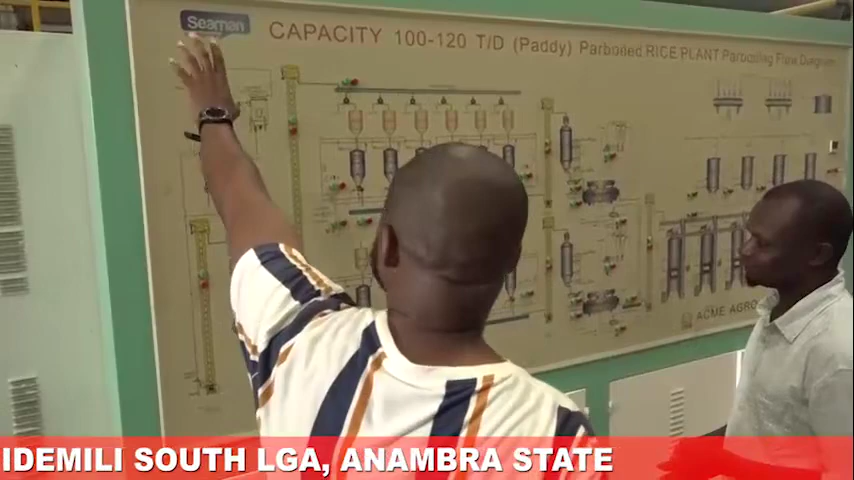 Seaman
CAPACITY 100-120 T/D (Paddy) Parboiled RICE PLANT Parboiling Flow Diagram
ACME AGRO
IDEMILI SOUTH LGA, ANAMBRA STATE